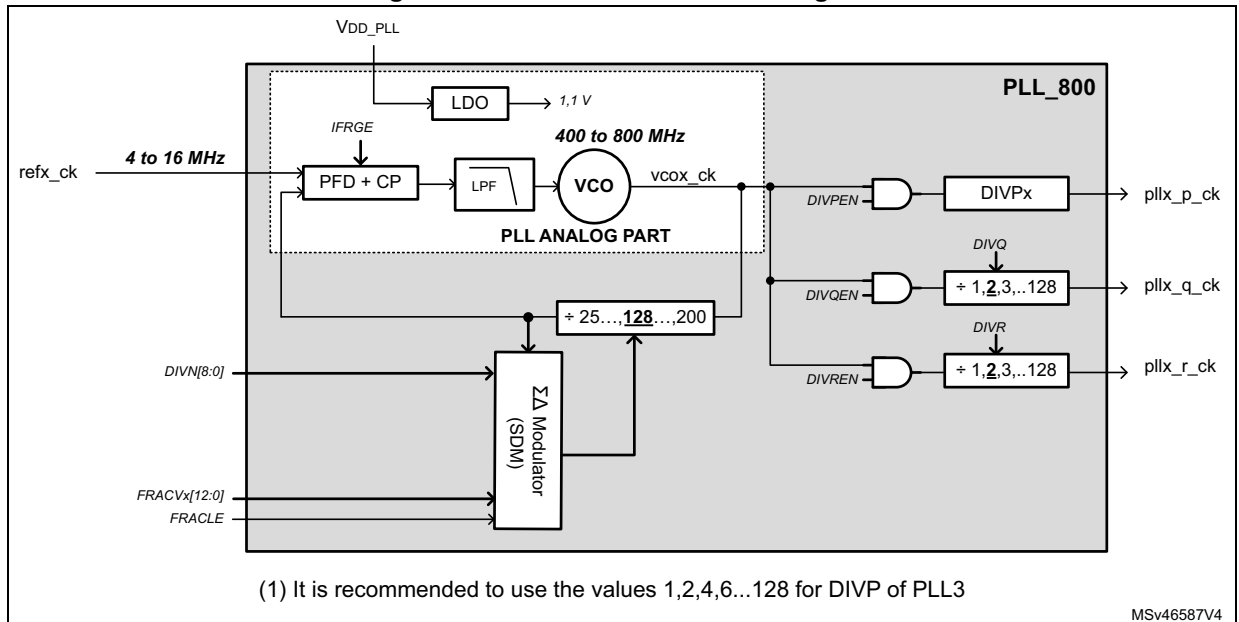 VDD_PLL
PLL_800
LDO
1,1 V
IFRGE
400 to 800 MHz
4 to 16 MHz
refx_ck
PFD + CP
LPF
VCO
vcox_ck
DIVPEN
DIVPx
pllx_p_ck
PLL ANALOG PART
DIVQ
DIVQEN
÷ 1,2,3,..128
pllx_q_ck
÷ 25…,128…,200
DIVR
DIVREN
÷ 1,2,3,..128
pllx_r_ck
DIVN[8:0]
ΣΔ Modulator
(SDM)
FRACVx[12:0]
FRACLE
(1) It is recommended to use the values 1,2,4,6...128 for DIVP of PLL3
MSv46587V4